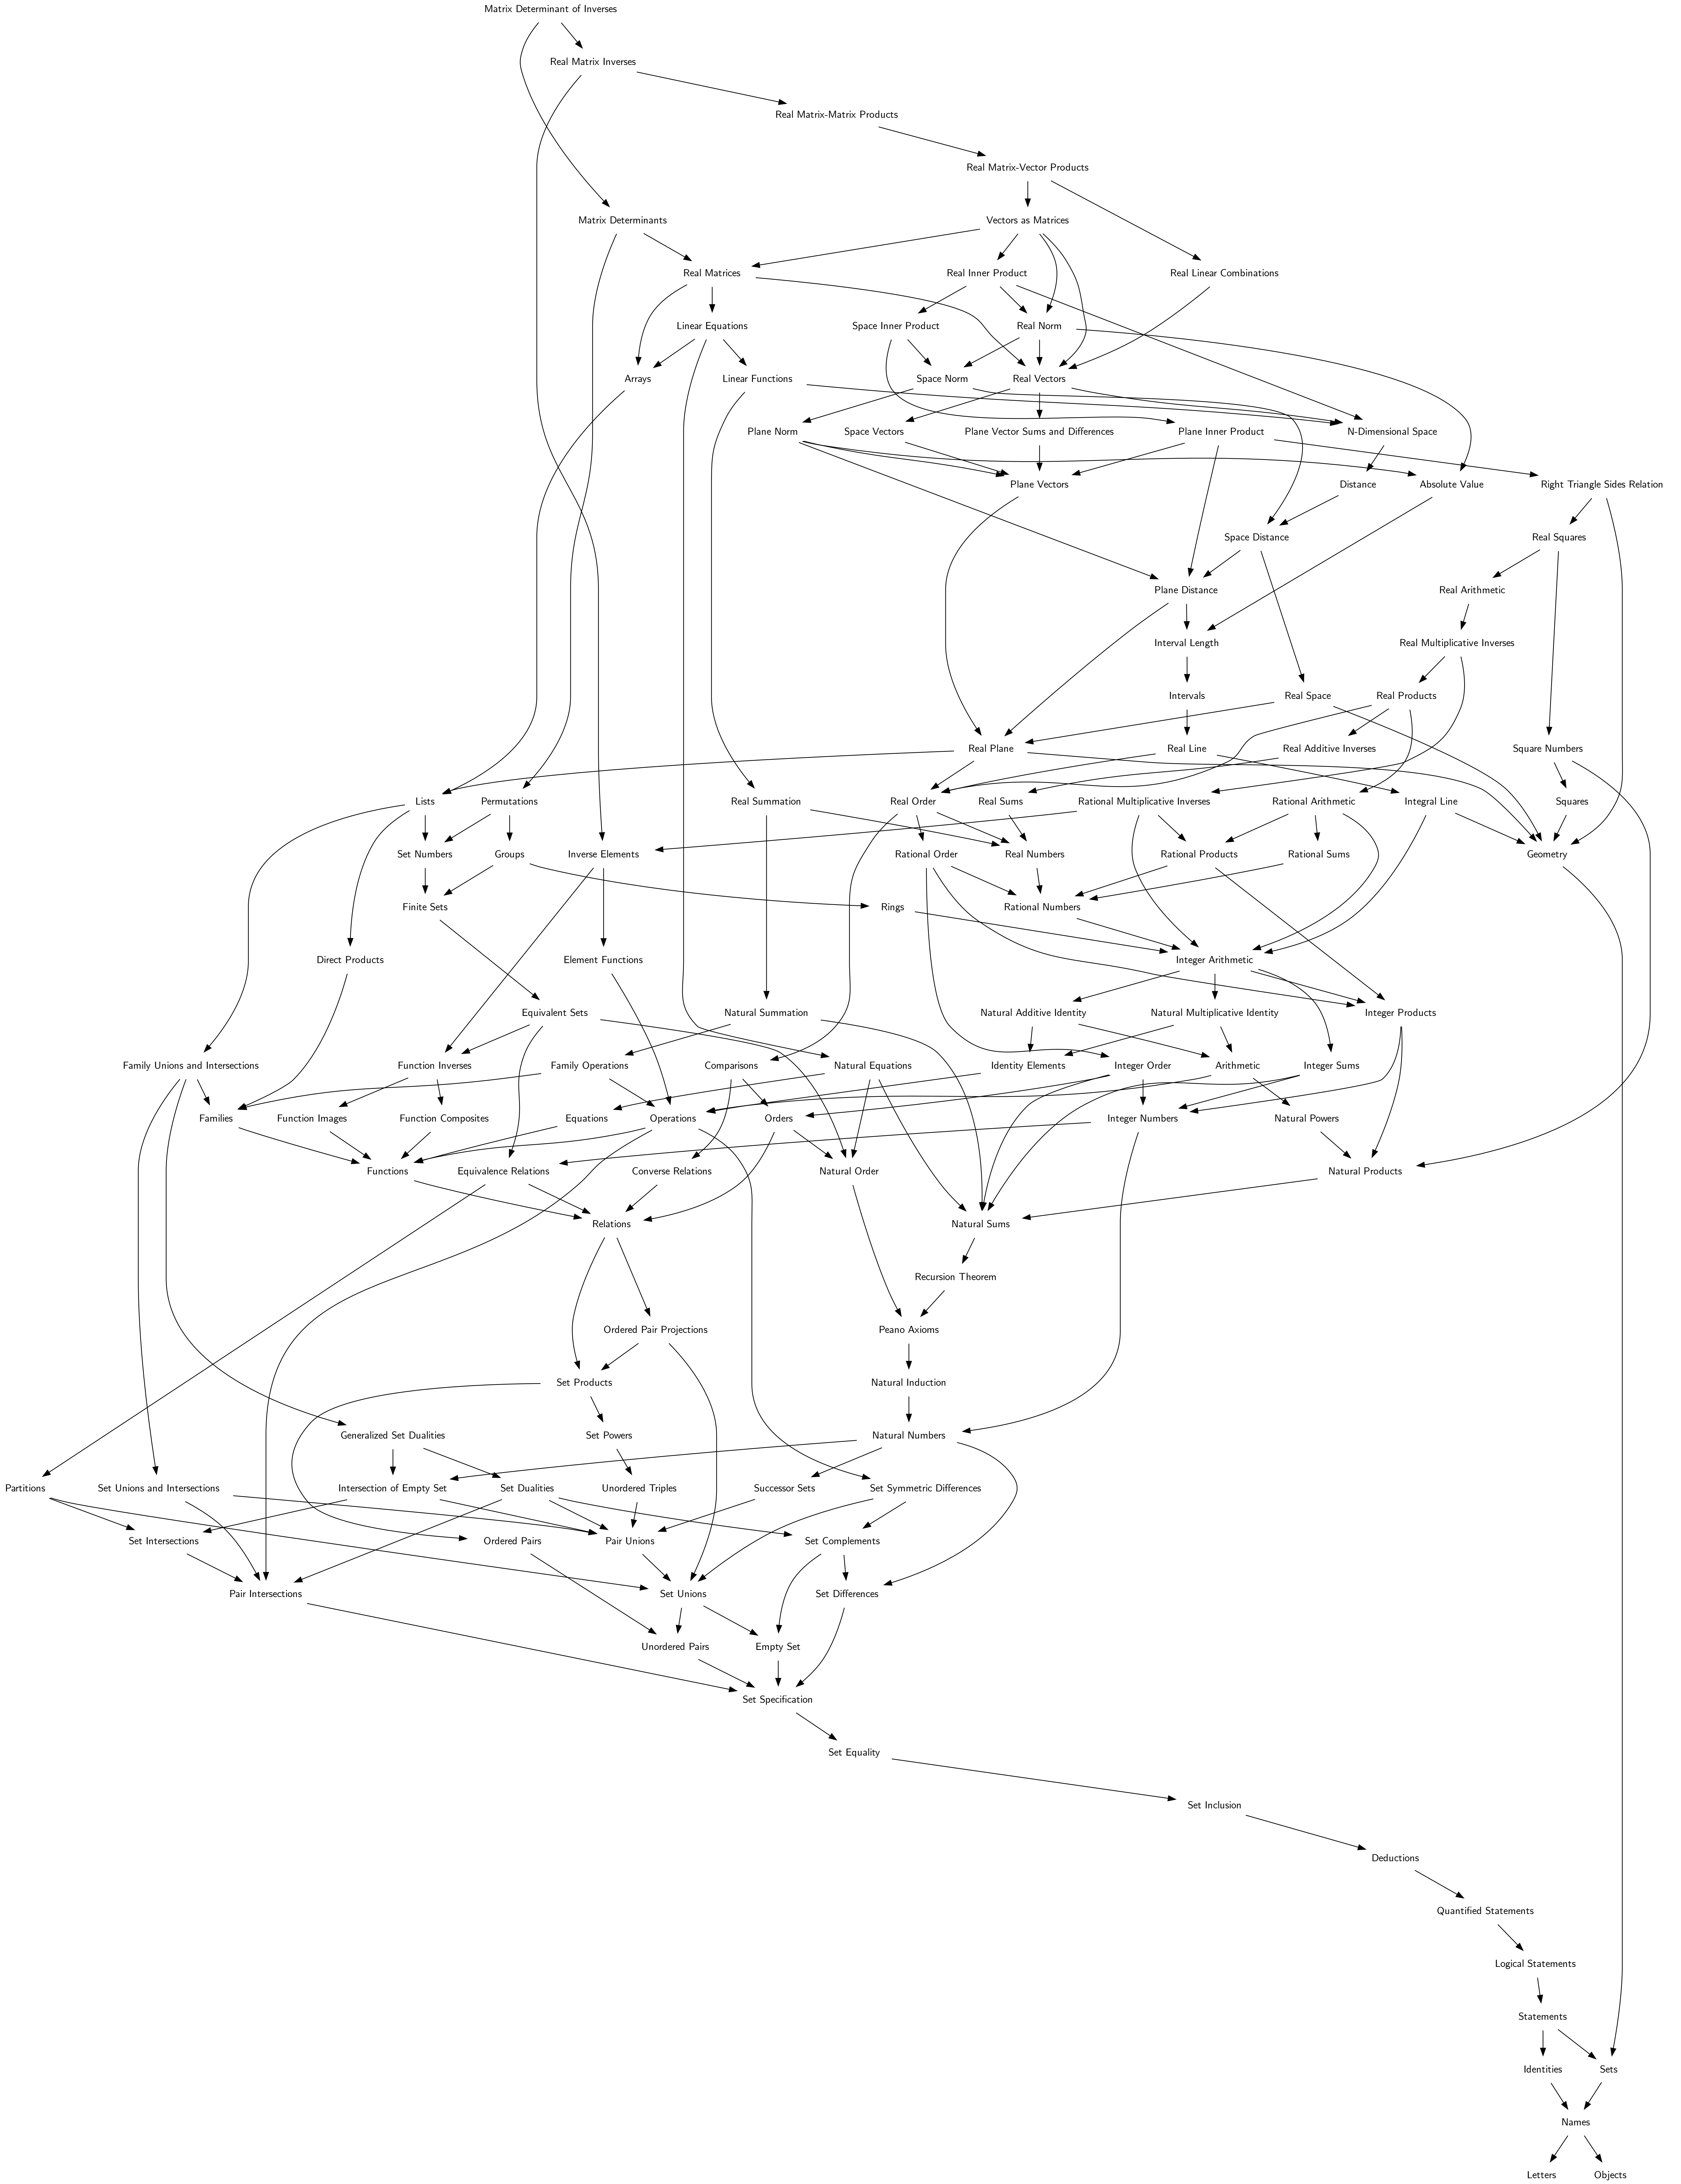 Matrix Determinant of Inverses
Real Matrix Inverses
Real Matrix-Matrix Products
Real Matrix-Vector Products
Matrix Determinants
Vectors as Matrices
Real Matrices
Real Inner Product
Real Linear Combinations
Linear Equations
Space Inner Product
Real Norm
Arrays
Linear Functions
Space Norm
Real Vectors
Plane Norm
Space Vectors
Plane Vector Sums and Differences
Plane Inner Product
N-Dimensional Space
Plane Vectors
Distance
Absolute Value
Right Triangle Sides Relation
Space Distance
Real Squares
Plane Distance
Real Arithmetic
Interval Length
Real Multiplicative Inverses
Intervals
Real Space
Real Products
Real Plane
Real Line
Real Additive Inverses
Square Numbers
Lists
Permutations
Real Summation
Real Order
Real Sums
Rational Multiplicative Inverses
Rational Arithmetic
Integral Line
Squares
Set Numbers
Groups
Inverse Elements
Rational Order
Real Numbers
Rational Products
Rational Sums
Geometry
Finite Sets
Rings
Rational Numbers
Direct Products
Element Functions
Integer Arithmetic
Equivalent Sets
Natural Summation
Natural Additive Identity
Natural Multiplicative Identity
Integer Products
Family Unions and Intersections
Function Inverses
Family Operations
Comparisons
Natural Equations
Identity Elements
Integer Order
Arithmetic
Integer Sums
Families
Function Images
Function Composites
Equations
Operations
Orders
Integer Numbers
Natural Powers
Functions
Equivalence Relations
Converse Relations
Natural Order
Natural Products
Relations
Natural Sums
Recursion Theorem
Ordered Pair Projections
Peano Axioms
Set Products
Natural Induction
Generalized Set Dualities
Set Powers
Natural Numbers
Partitions
Set Unions and Intersections
Intersection of Empty Set
Set Dualities
Unordered Triples
Successor Sets
Set Symmetric Differences
Set Intersections
Ordered Pairs
Pair Unions
Set Complements
Pair Intersections
Set Unions
Set Differences
Unordered Pairs
Empty Set
Set Specification
Set Equality
Set Inclusion
Deductions
Quantified Statements
Logical Statements
Statements
Identities
Sets
Names
Letters
Objects